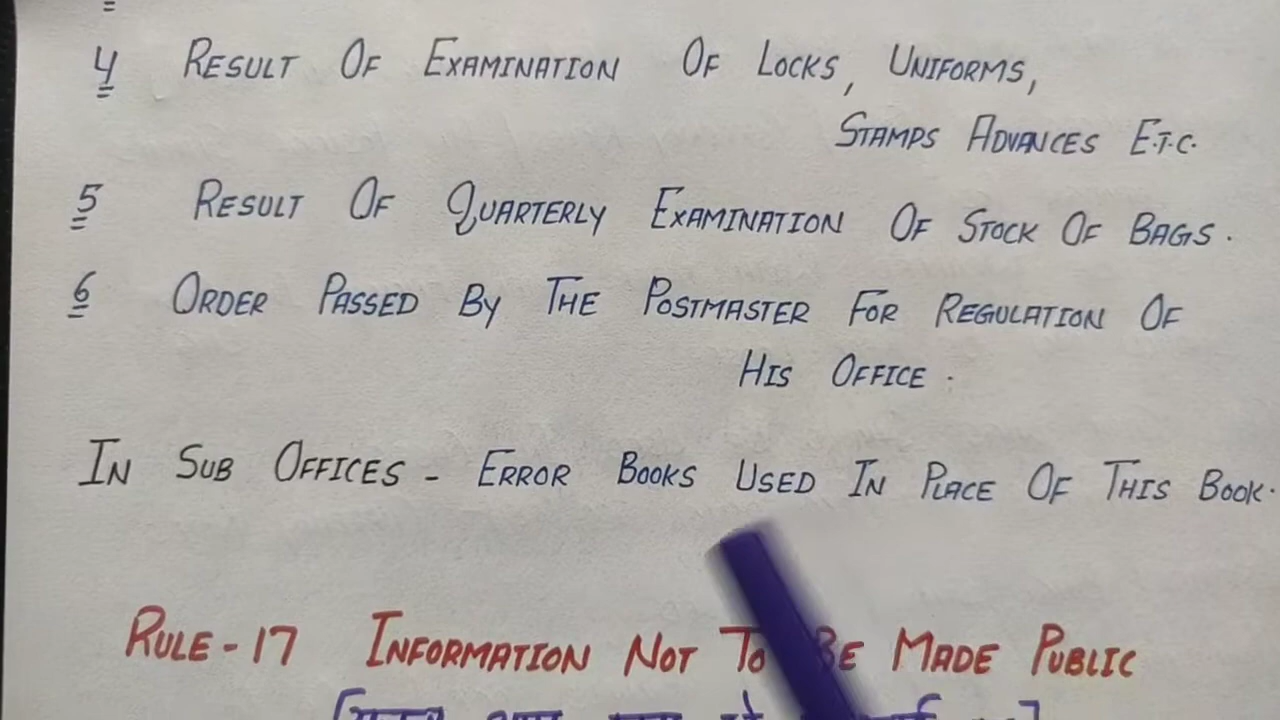 4 RESULT OF EXAMINATION OF LOCKS, UNIFORMS,
STAMPS ADVANCES E.T.C.
5 RESULT OF QUARTERLY EXAMINATION OF STOCK OF BAGS.
6 ORDER PASSED BY THE POSTMASTER FOR REGULATION OF
HIS OFFICE.
IN SUB OFFICES - ERROR BOOKS USED IN PLACE OF THIS BOOK.
RULE-17 INFORMATION NOT TO BE MADE PUBLIC